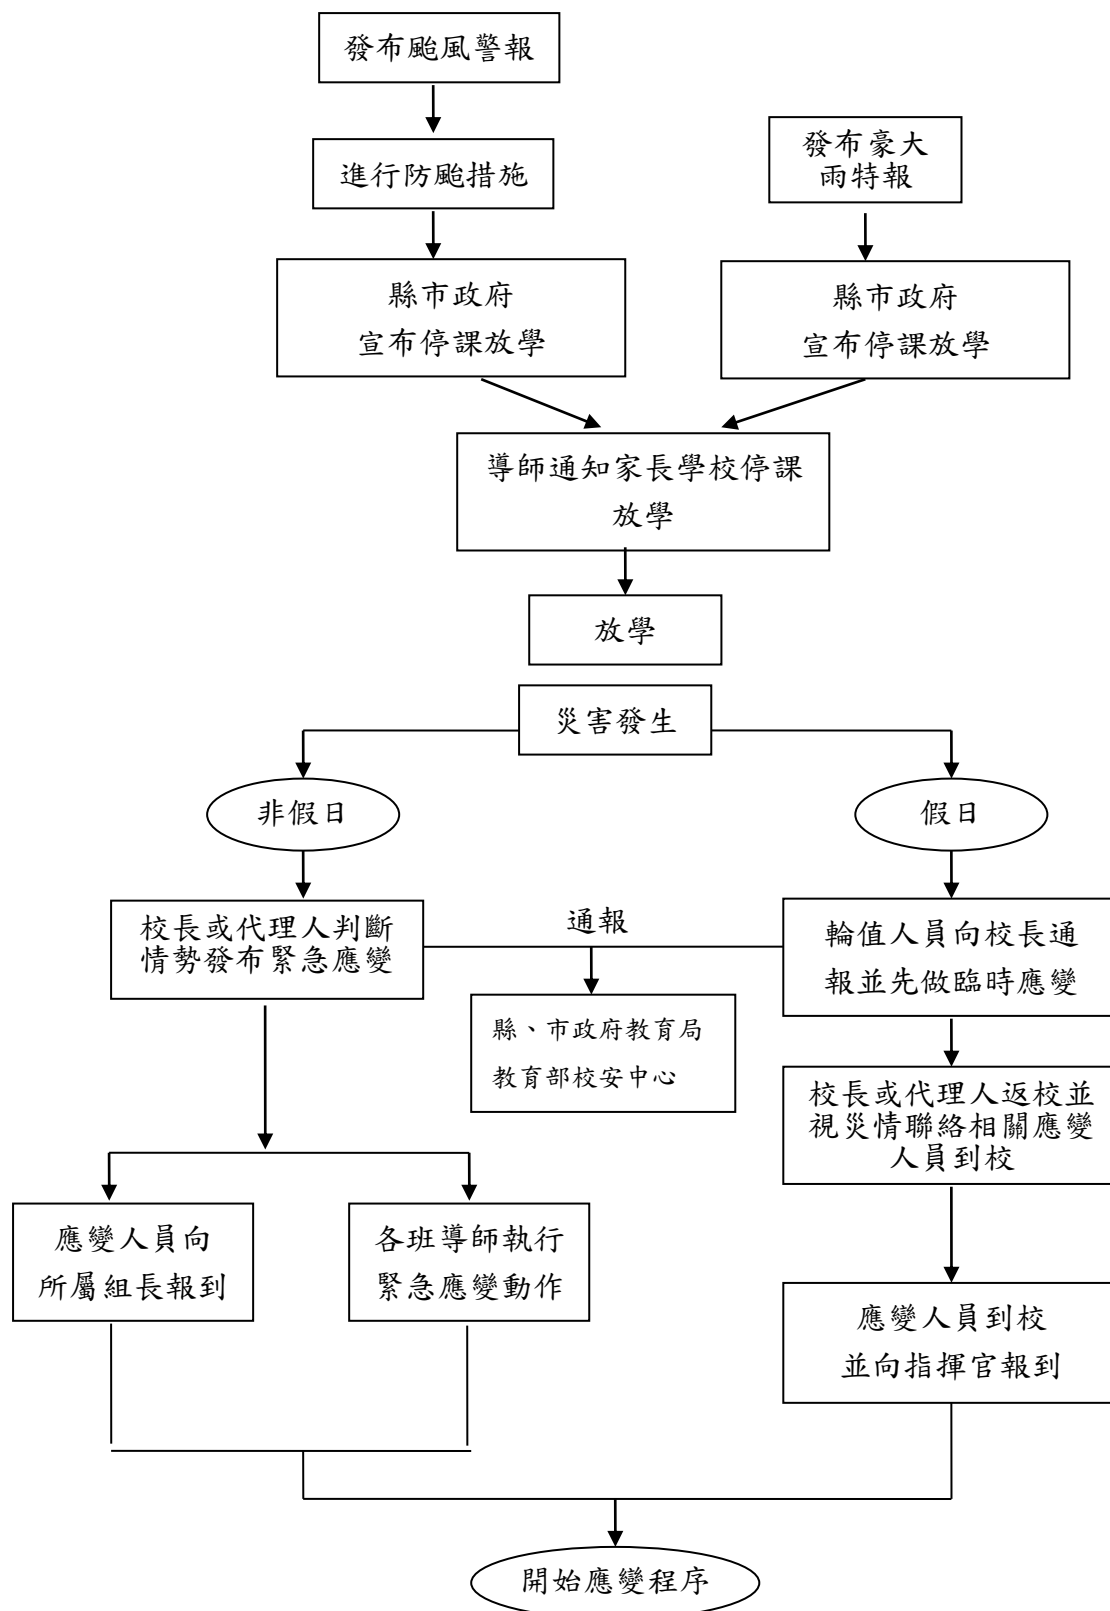 發布颱風警報
進行防颱措施
發布豪大
雨特報
縣市政府
宣布停課放學
縣市政府
宣布停課放學
導師通知家長學校停課
放學
放學
災害發生
非假日
假日
校長或代理人判斷
情勢發布緊急應變
通報
輪值人員向校長通
報並先做臨時應變
縣、市政府教育局
教育部校安中心
校長或代理人返校並
視災情聯絡相關應變
人員到校
應變人員向
所屬組長報到
各班導師執行
緊急應變動作
應變人員到校
並向指揮官報到
開始應變程序